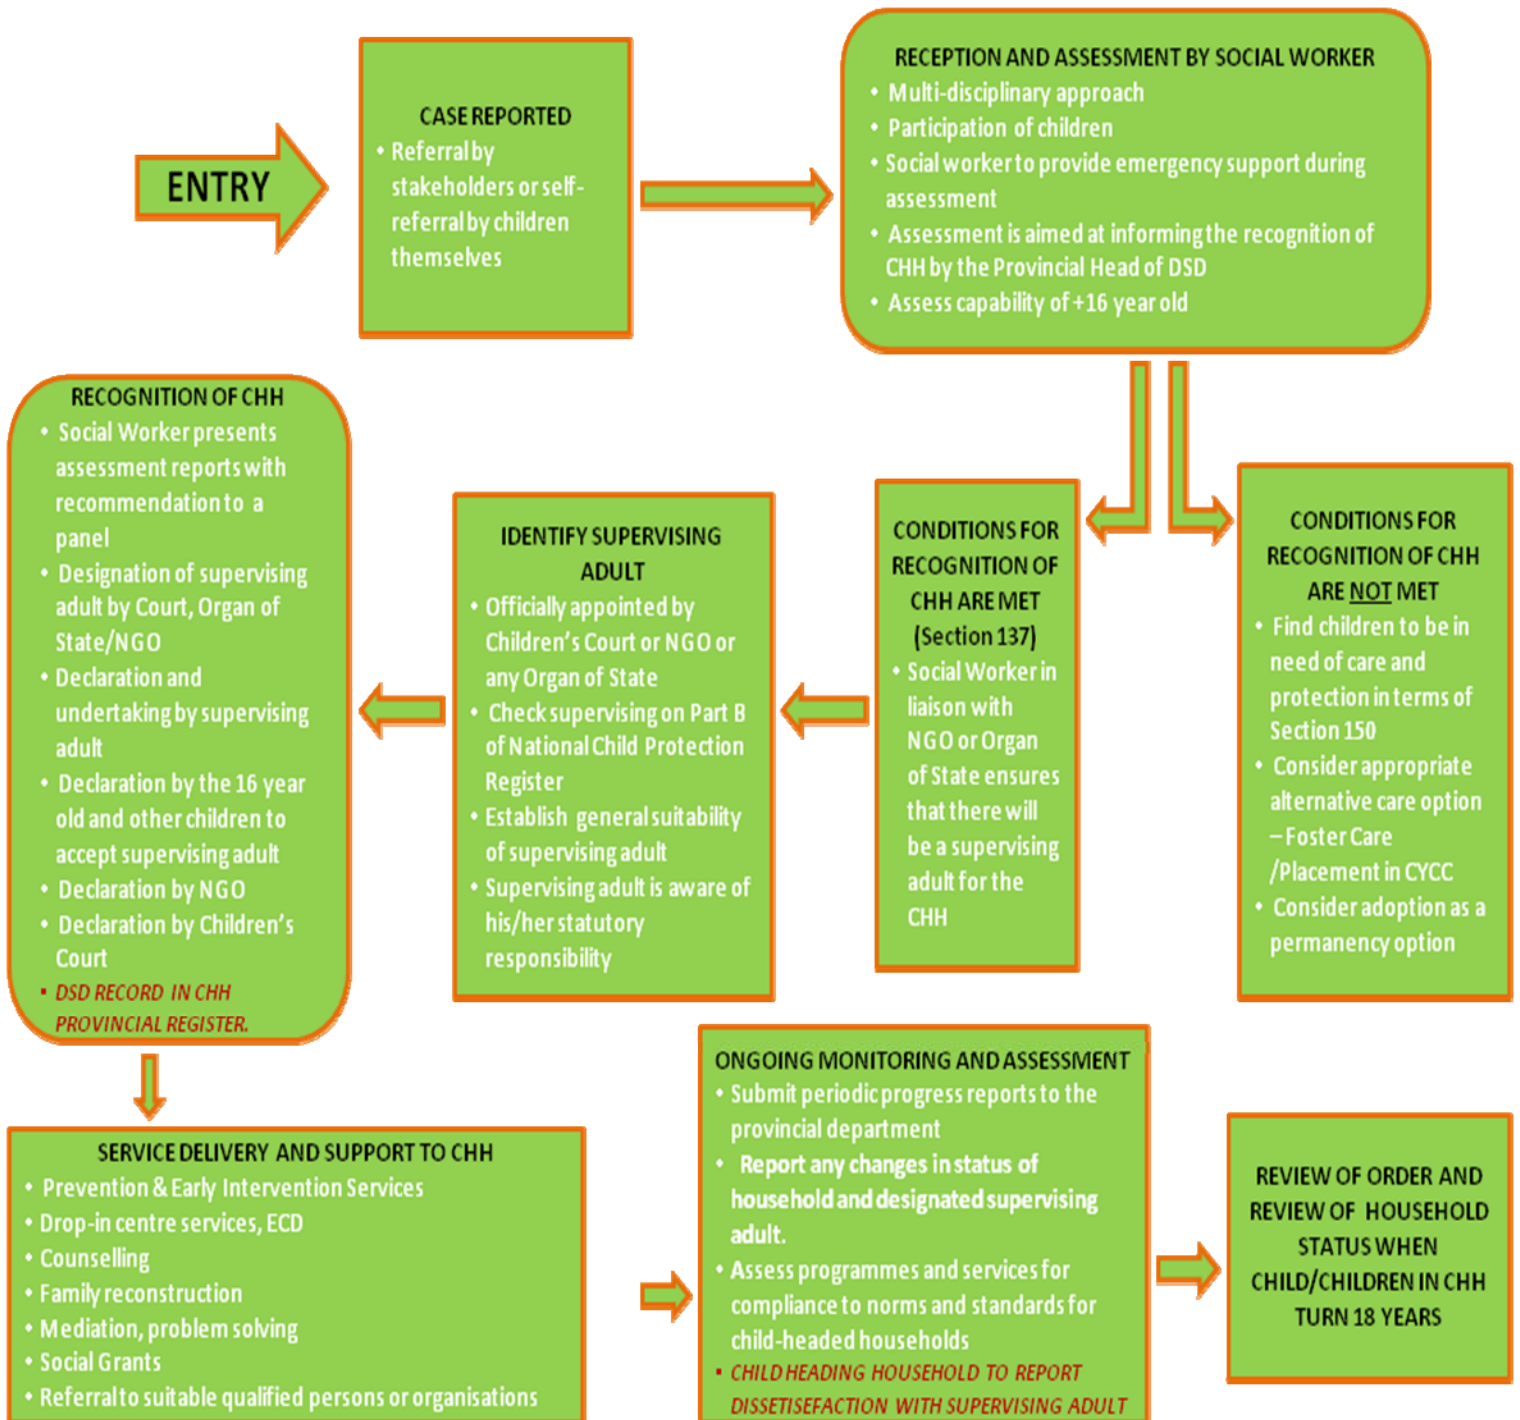 ENTRY
CASE REPORTED
• Referral by
stakeholders or self-
referral by children
themselves
RECEPTION AND ASSESSMENT BY SOCIAL WORKER
• Multi-disciplinary approach
• Participation of children
• Social worker to provide emergency support during
assessment
• Assessment is aimed at informing the recognition of
CHH by the Provincial Head of DSD
• Assess capability of +16 year old
CONDITIONS FOR
RECOGNITION OF CHH
ARE NOT MET
• Find children to be in
need of care and
protection in terms of
Section 150
• Consider appropriate
alternative care option
– Foster Care
/Placement in CYCC
• Consider adoption as a
permanency option
CONDITIONS FOR
RECOGNITION OF
CHH ARE MET
(Section 137)
• Social Worker in
liaison with
NGO or Organ
of State ensures
that there will
be a supervising
adult for the
CHH
IDENTIFY SUPERVISING
ADULT
• Officially appointed by
Children's Court or NGO or
any Organ of State
• Check supervising on Part B
of National Child Protection
Register
• Establish general suitability
of supervising adult
• Supervising adult is aware of
his/her statutory
responsibility
RECOGNITION OF CHH
• Social Worker presents
assessment reports with
recommendation to a
panel
• Designation of supervising
adult by Court, Organ of
State/NGO
• Declaration and
undertaking by supervising
adult
• Declaration by the 16 year
old and other children to
accept supervising adult
• Declaration by NGO
• Declaration by Children's
Court
▪ DSD RECORD IN CHH
PROVINCIAL REGISTER.
SERVICE DELIVERY AND SUPPORT TO CHH
• Prevention & Early Intervention Services
• Drop-in centre services, ECD
• Counselling
• Family reconstruction
• Mediation, problem solving
• Social Grants
• Referral to suitable qualified persons or organisations
ONGOING MONITORING AND ASSESSMENT
• Submit periodic progress reports to the
provincial department
• Report any changes in status of
household and designated supervising
adult.
• Assess programmes and services for
compliance to norms and standards for
child-headed households
▪ CHILD HEADING HOUSEHOLD TO REPORT
DISSETISEFACTION WITH SUPERVISING ADULT
REVIEW OF ORDER AND
REVIEW OF HOUSEHOLD
STATUS WHEN
CHILD/CHILDREN IN CHH
TURN 18 YEARS